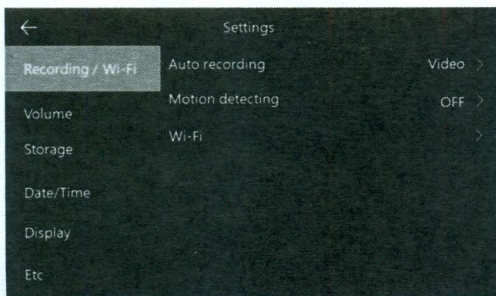 Settings
Recording / Wi-Fi
Volume
Storage
Date/Time
Display
Etc
Auto recording Video
Motion detecting OFF
Wi-Fi